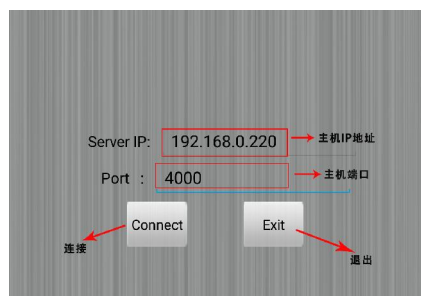 Server IP: 192.168.0.220 主机IP地址
Port : 4000 主机端口
Connect Exit
连接 退出